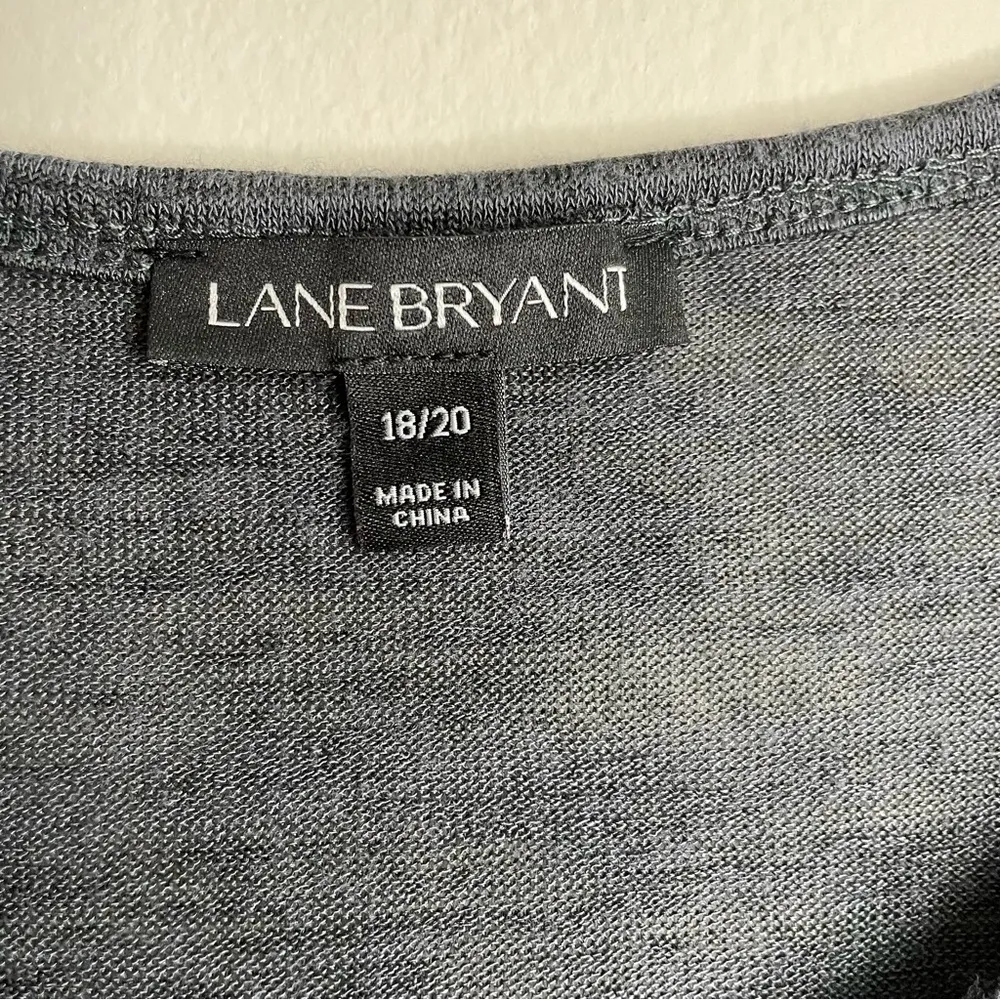 LANE BRYANT
18/20
MADE IN
CHINA